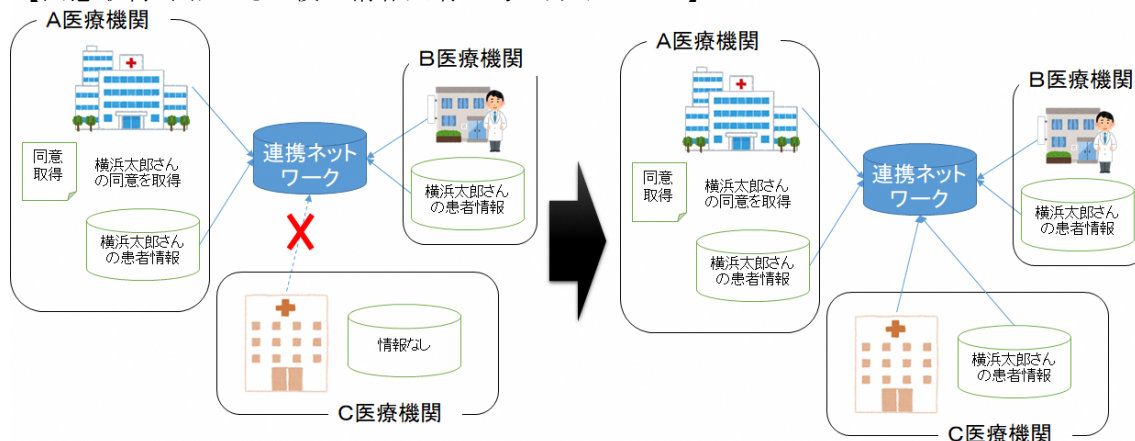 A医療機関
B医療機関
同意
取得
横浜太郎さん
の同意を取得
連携ネット
ワーク
横浜太郎さん
の患者情報
横浜太郎さん
の患者情報
X
情報なし
C医療機関
A医療機関
B医療機関
同意
取得
横浜太郎さん
の同意を取得
連携ネット
ワーク
横浜太郎さん
の患者情報
横浜太郎さん
の患者情報
横浜太郎さん
の患者情報
C医療機関